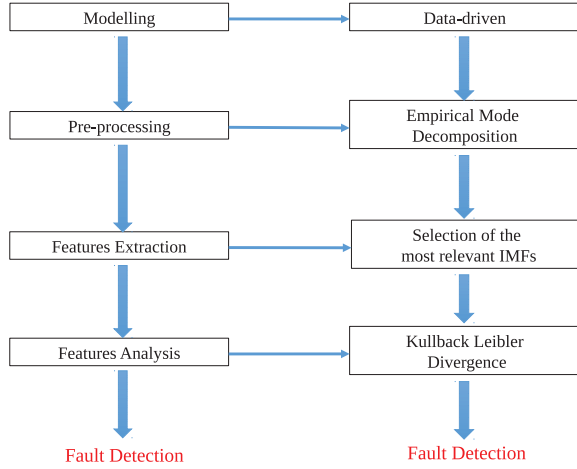 Modelling
Data-driven
Pre-processing
Empirical Mode
Decomposition
Features Extraction
Selection of the
most relevant IMFs
Features Analysis
Kullback Leibler
Divergence
Fault Detection
Fault Detection